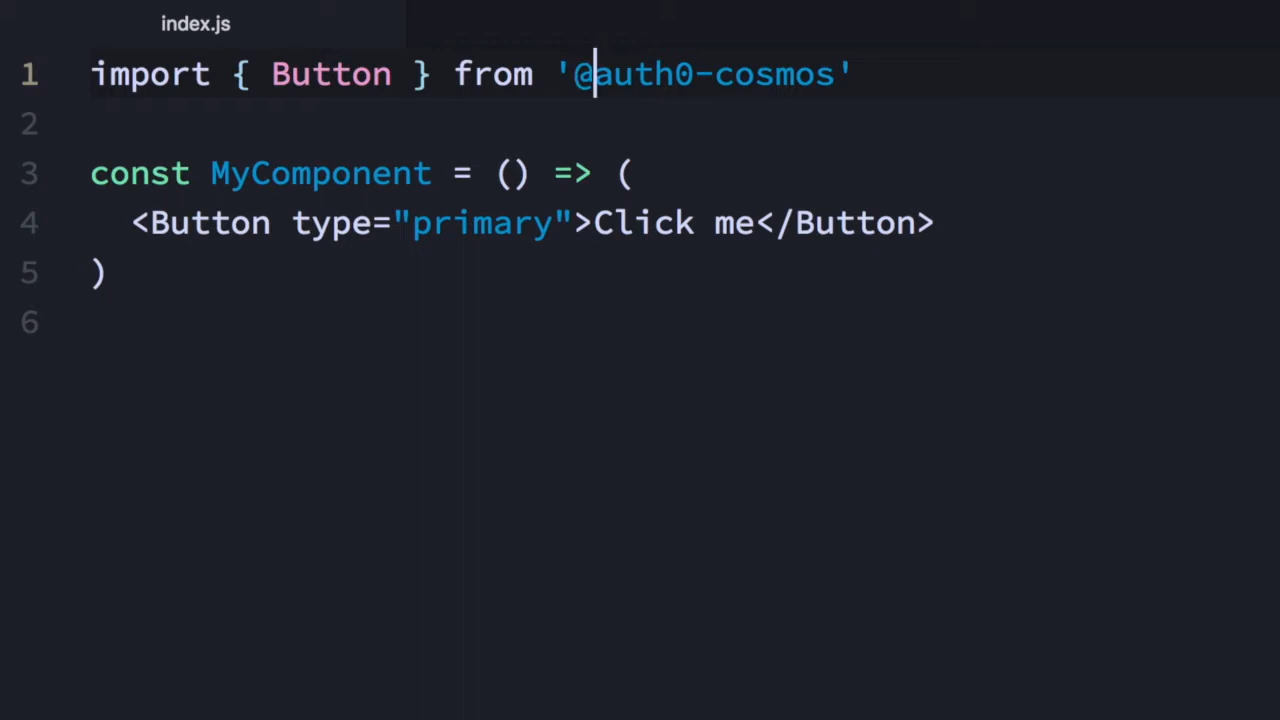 index.js
1 import { Button } from '@auth0-cosmos'
2
3 const MyComponent = () => (
4 <Button type="primary">Click me</Button>
5 )
6